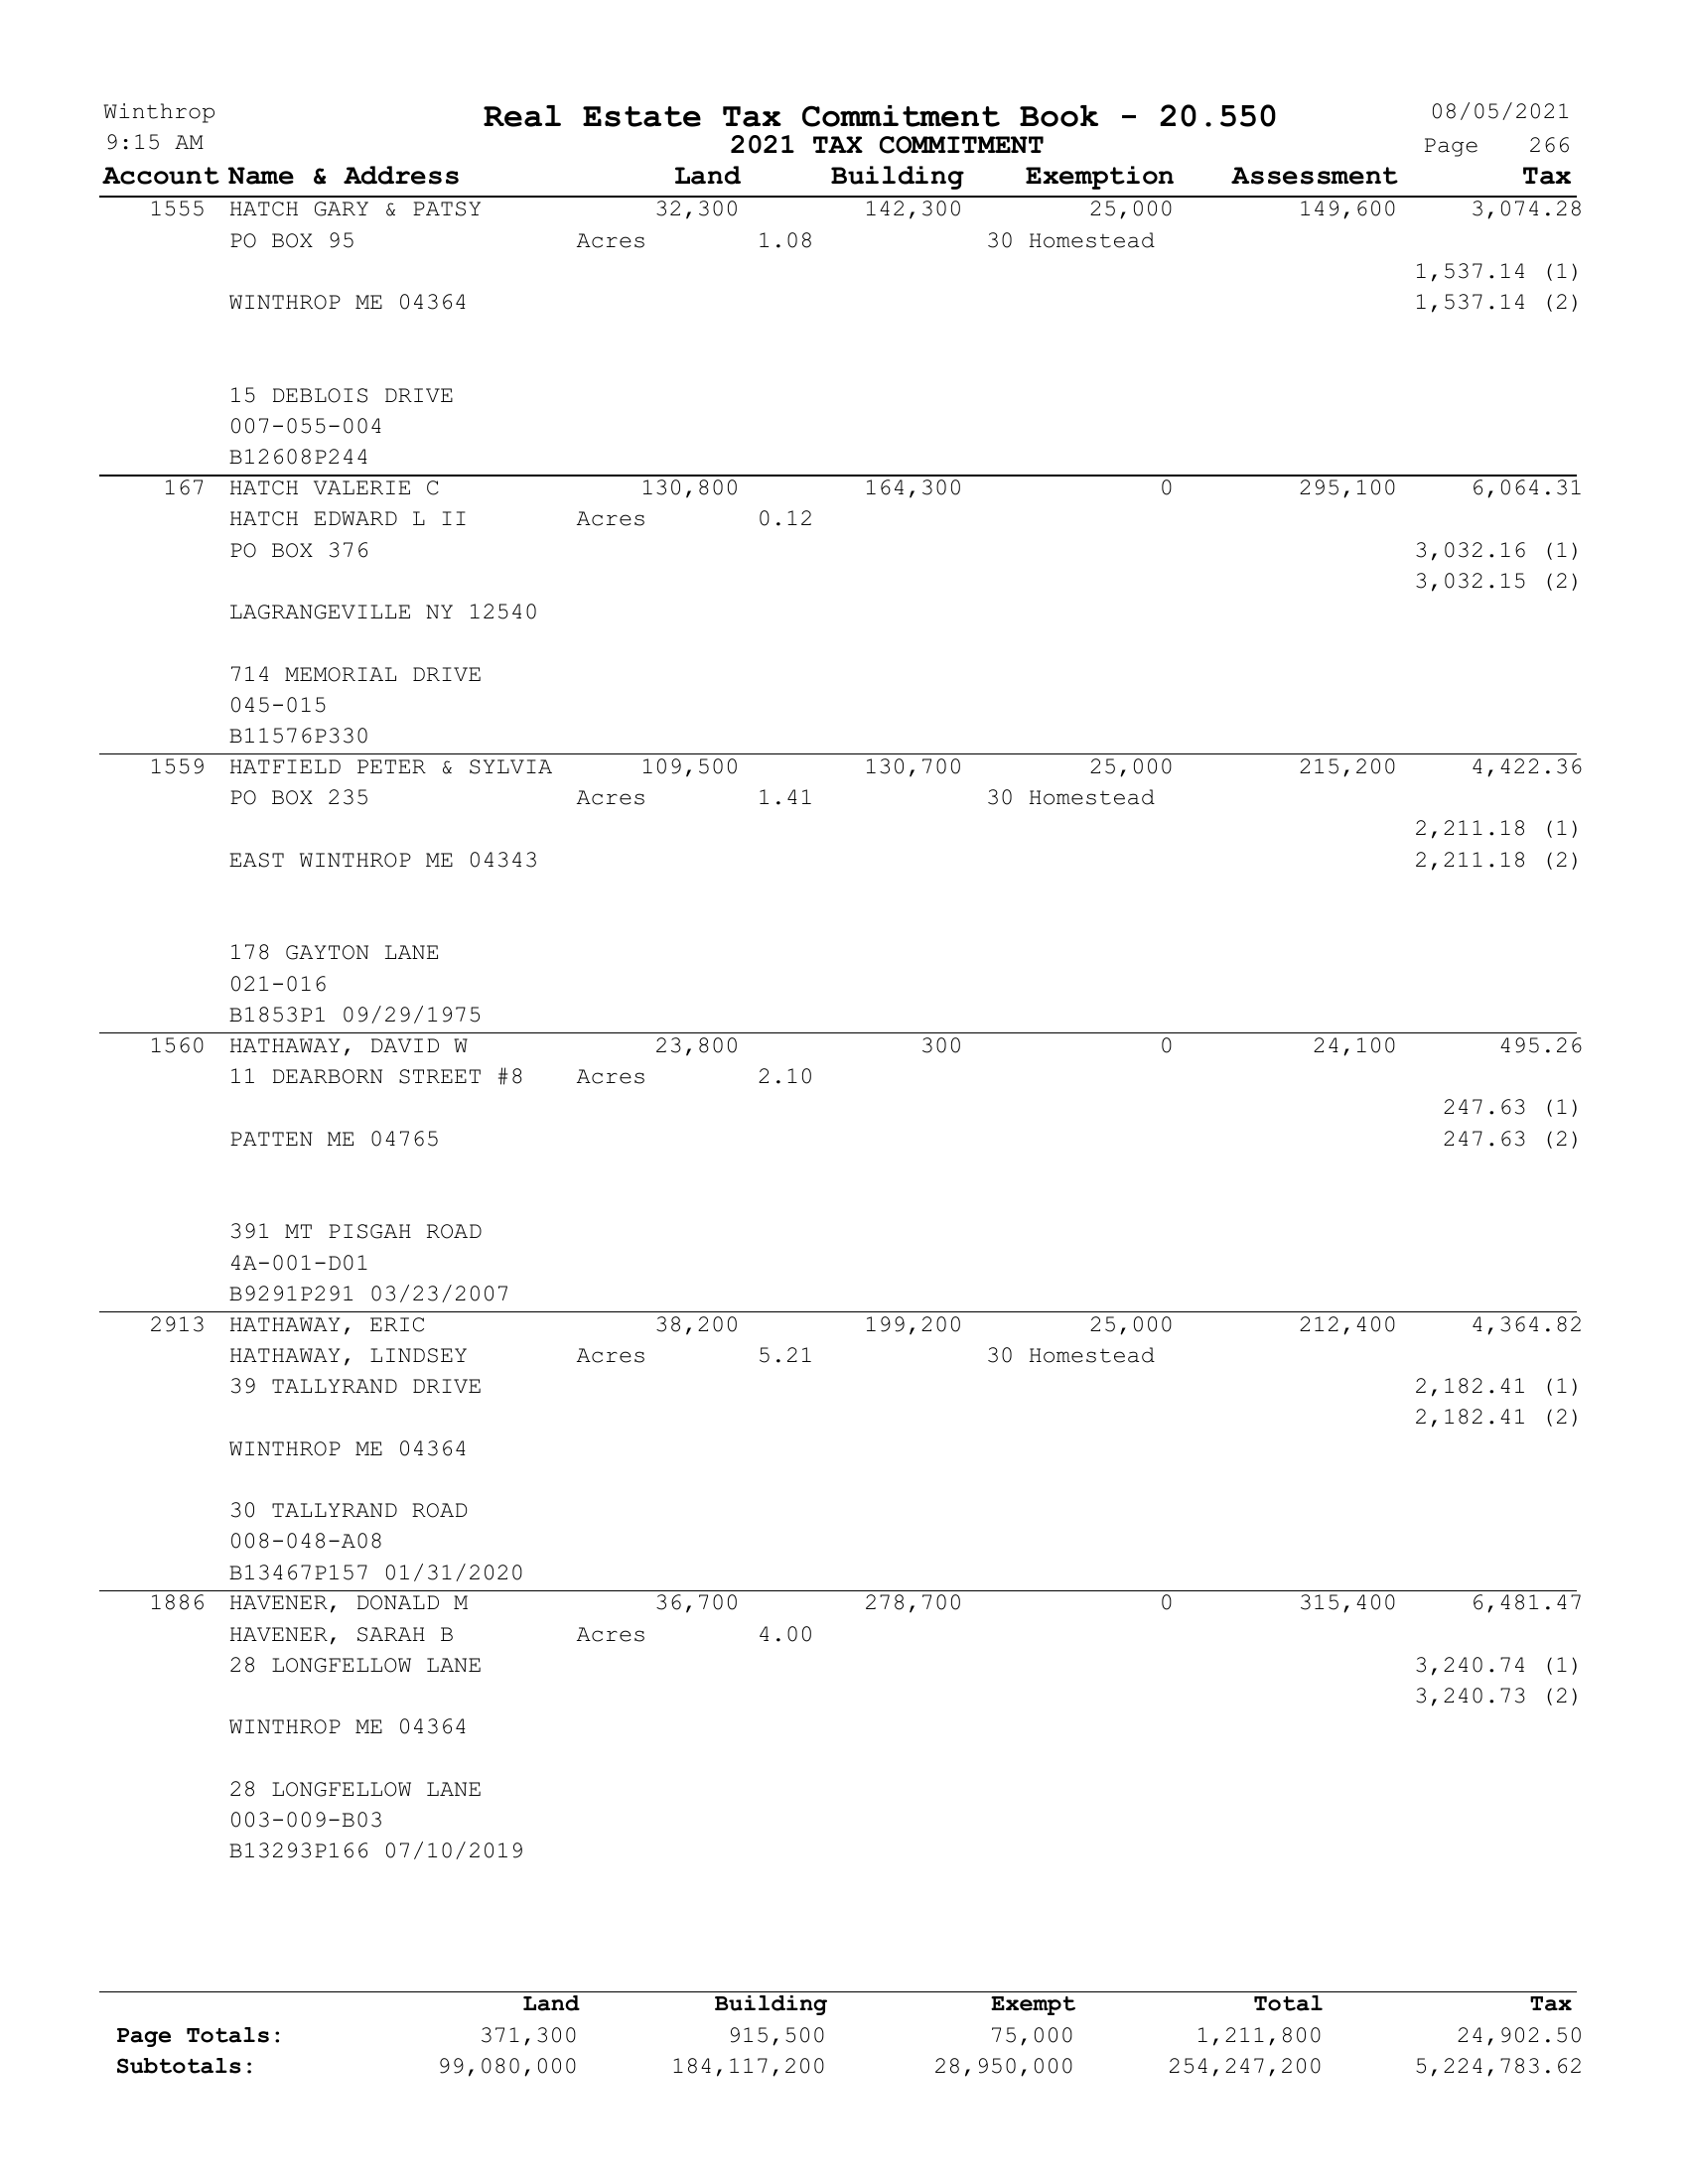 Winthrop Real Estate Tax Commitment Book - 20.550 08/05/2021
9:15 AM 2021 TAX COMMITMENT Page 266
Account Name & Address Land Building Exemption Assessment Tax
1555 HATCH GARY & PATSY 32,300 142,300 25,000 149,600 3,074.28
PO BOX 95 Acres 1.08 30 Homestead
1,537.14 (1)
WINTHROP ME 04364 1,537.14 (2)
15 DEBLOIS DRIVE
007-055-004
B12608P244
167 HATCH VALERIE C 130,800 164,300 0 295,100 6,064.31
HATCH EDWARD L II Acres 0.12
PO BOX 376 3,032.16 (1)
3,032.15 (2)
LAGRANGEVILLE NY 12540
714 MEMORIAL DRIVE
045-015
B11576P330
1559 HATFIELD PETER & SYLVIA 109,500 130,700 25,000 215,200 4,422.36
PO BOX 235 Acres 1.41 30 Homestead
2,211.18 (1)
EAST WINTHROP ME 04343 2,211.18 (2)
178 GAYTON LANE
021-016
B1853P1 09/29/1975
1560 HATHAWAY, DAVID W 23,800 300 0 24,100 495.26
11 DEARBORN STREET #8 Acres 2.10
247.63 (1)
PATTEN ME 04765 247.63 (2)
391 MT PISGAH ROAD
4A-001-D01
B9291P291 03/23/2007
2913 HATHAWAY, ERIC 38,200 199,200 25,000 212,400 4,364.82
HATHAWAY, LINDSEY Acres 5.21 30 Homestead
39 TALLYRAND DRIVE 2,182.41 (1)
2,182.41 (2)
WINTHROP ME 04364
30 TALLYRAND ROAD
008-048-A08
B13467P157 01/31/2020
1886 HAVENER, DONALD M 36,700 278,700 0 315,400 6,481.47
HAVENER, SARAH B Acres 4.00
28 LONGFELLOW LANE 3,240.74 (1)
3,240.73 (2)
WINTHROP ME 04364
28 LONGFELLOW LANE
003-009-B03
B13293P166 07/10/2019
Land Building Exempt Total Tax
Page Totals: 371,300 915,500 75,000 1,211,800 24,902.50
Subtotals: 99,080,000 184,117,200 28,950,000 254,247,200 5,224,783.62